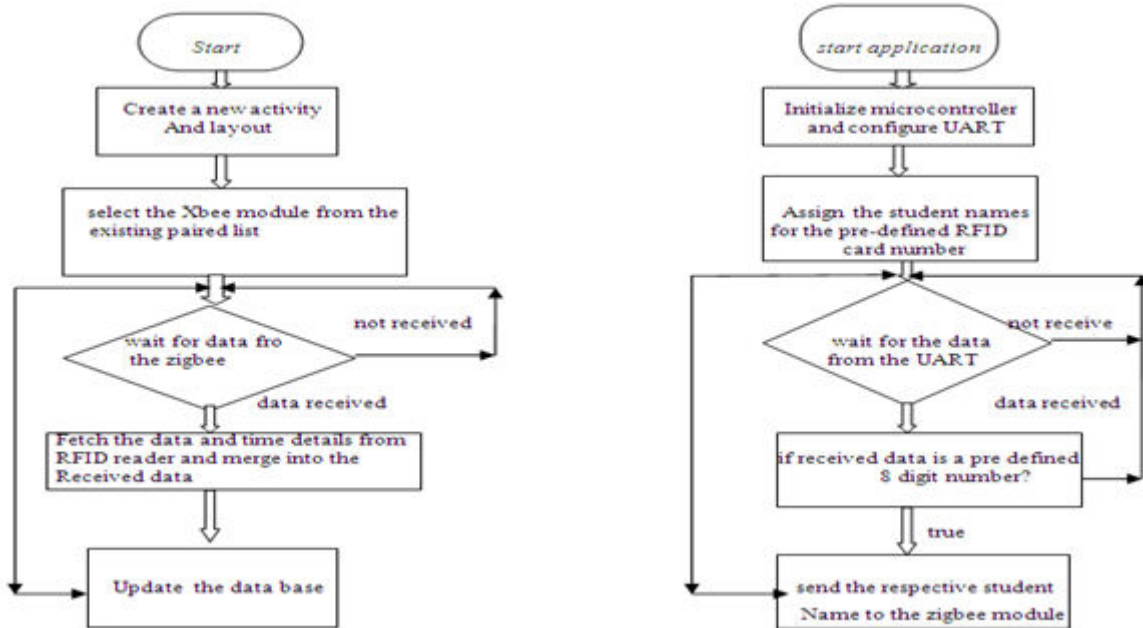 Start
Create a new activity
And layout
select the Xbee module from the
existing paired list
not received
wait for data fro
the zigbee
data received
Fetch the data and time details from
RFID reader and merge into the
Received data
Update the data base
start application
Initialize microcontroller
and configure UART
Assign the student names
for the pre-defined RFID
card number
not receive
wait for the data
from the UART
data received
if received data is a pre defined
8 digit number?
true
send the respective student
Name to the zigbee module